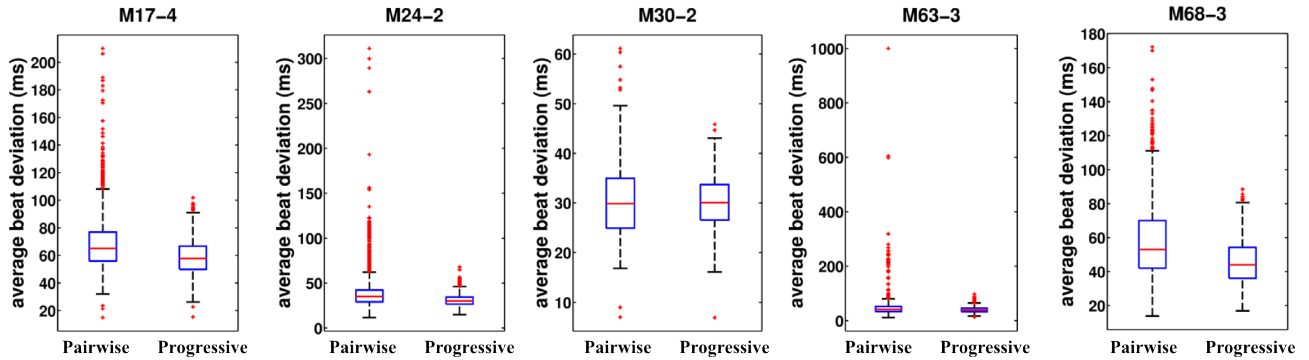 M17-4
average beat deviation (ms)
200
180
160
140
120
100
80
60
40
20
Pairwise Progressive
M24-2
average beat deviation (ms)
300
250
200
150
100
50
0
Pairwise Progressive
M30-2
average beat deviation (ms)
60
50
40
30
20
10
Pairwise Progressive
M63-3
average beat deviation (ms)
1000
800
600
400
200
0
Pairwise Progressive
M68-3
average beat deviation (ms)
180
160
140
120
100
80
60
40
20
Pairwise Progressive